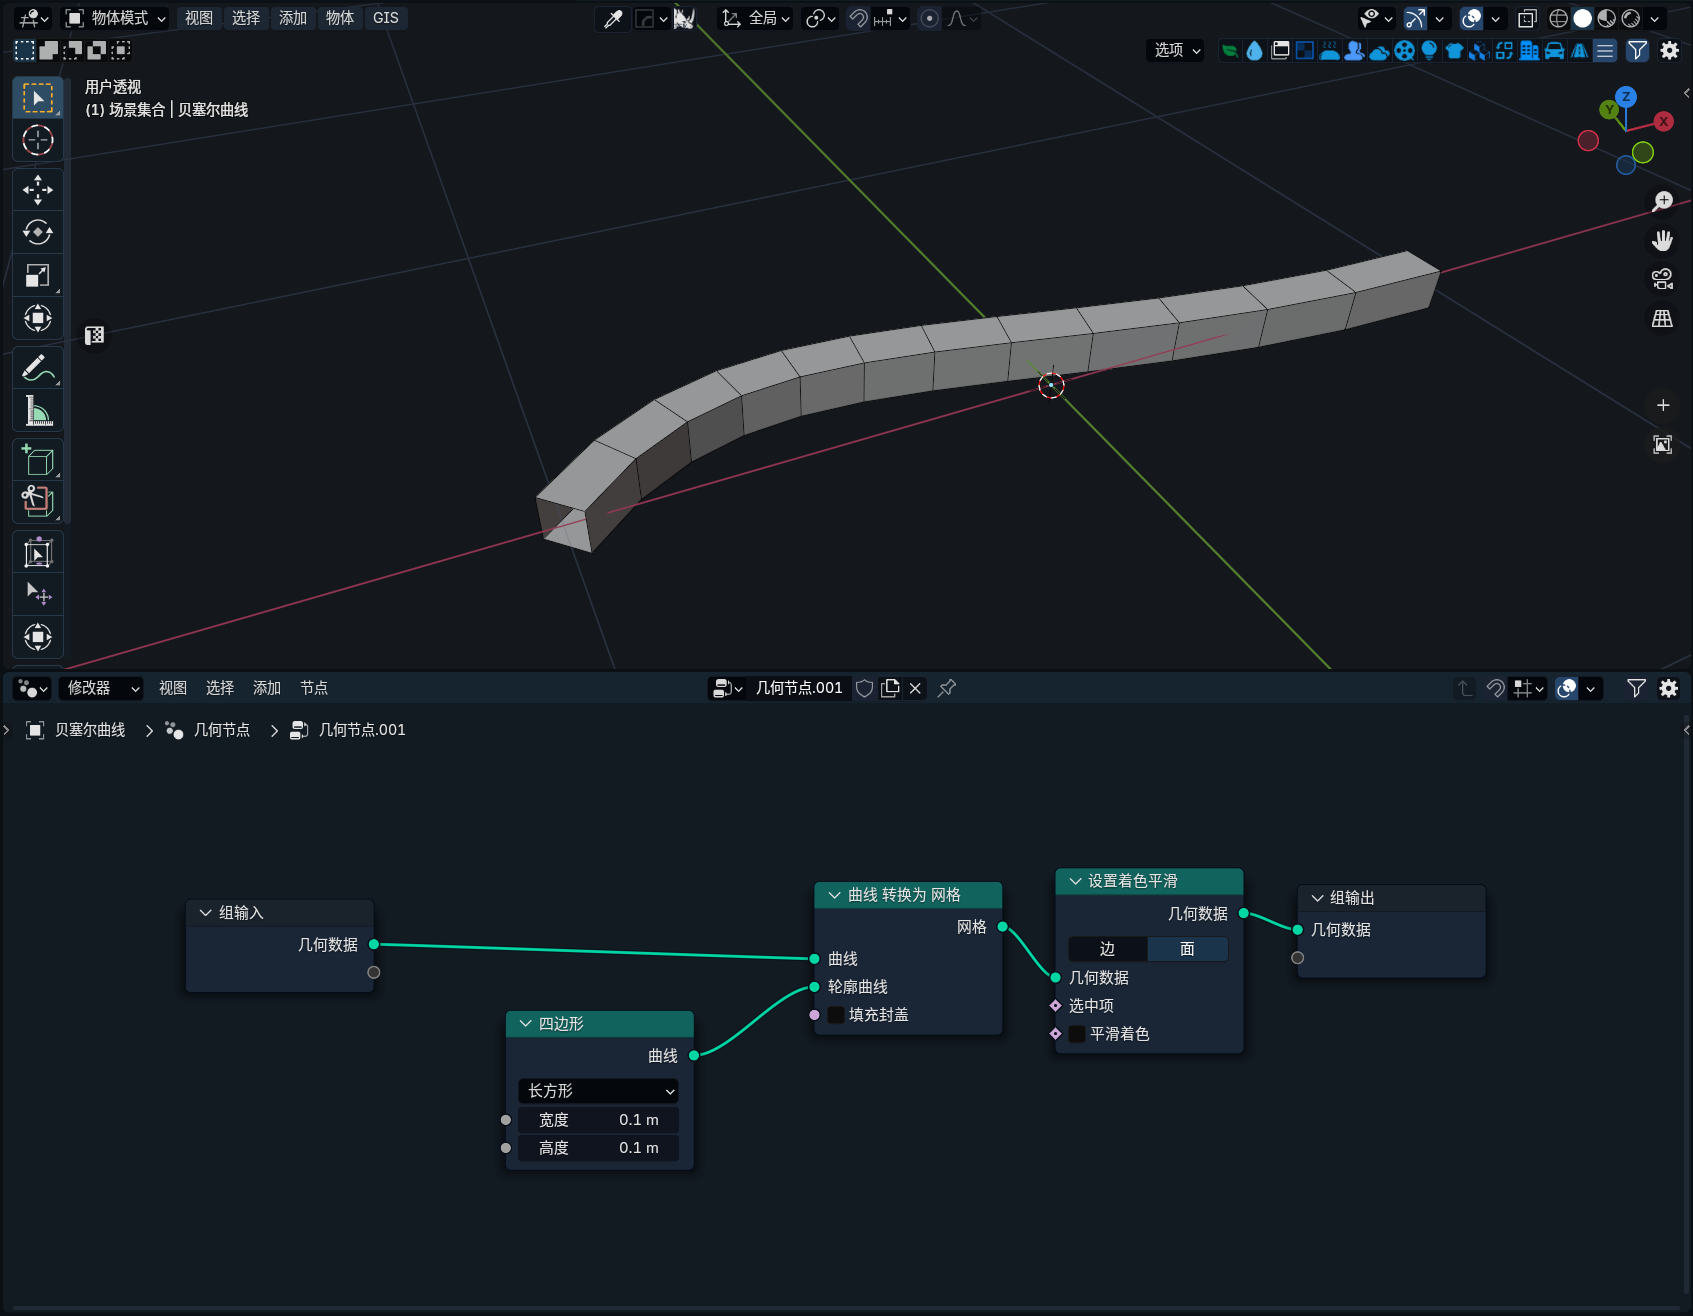 物体模式 视图 选择 添加 物体 GIS 全局
选项
用户透视
(1) 场景集合 | 贝塞尔曲线
Z
Y
X
修改器 视图 选择 添加 节点 几何节点.001
贝塞尔曲线 几何节点 几何节点.001
组输入
几何数据
四边形
曲线
长方形
宽度 0.1 m
高度 0.1 m
曲线 转换为 网格
网格
曲线
轮廓曲线
填充封盖
设置着色平滑
几何数据
边 面
几何数据
选中项
平滑着色
组输出
几何数据